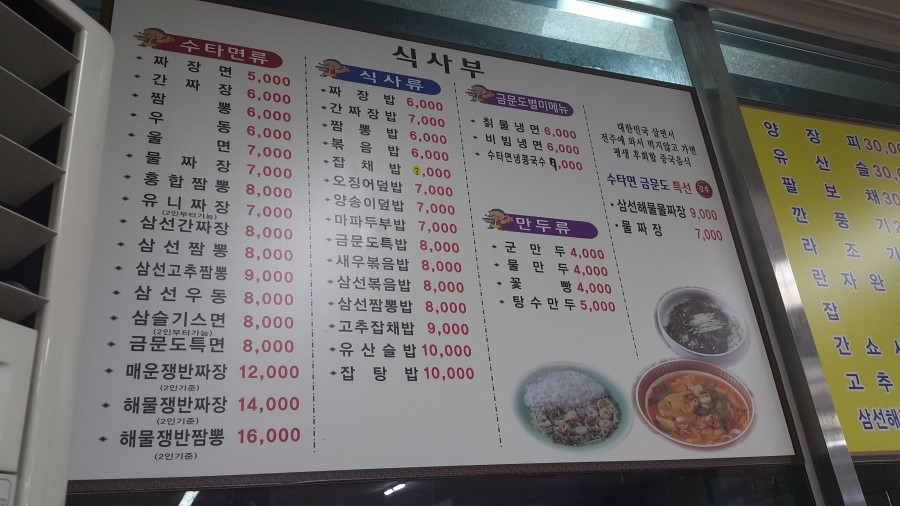 식사부
수타면류
짜장면 5,000
간짜장 6,000
짬뽕 6,000
우동 6,000
울면 7,000
물짜장 7,000
홍합짬뽕 8,000
유니짜장 7,000
(2인부터가능)
삼선간짜장 8,000
삼선짬뽕 8,000
삼선고추짬뽕 9,000
삼선우동 8,000
삼슬기스면 8,000
(2인부터가능)
금문도특면 8,000
매운쟁반짜장 12,000
(2인기준)
해물쟁반짜장 14,000
(2인기준)
해물쟁반짬뽕 16,000
(2인기준)
식사류
짜장밥 6,000
간짜장밥 7,000
짬뽕밥 6,000
볶음밥 6,000
잡채밥
오징어덮밥 7,000
양송이덮밥 7,000
마파두부밥 7,000
금문도특밥 8,000
새우볶음밥 8,000
삼선볶음밥 8,000
삼선짬뽕밥 8,000
고추잡채밥 9,000
유산슬밥 10,000
잡탕밥 10,000
금문도별미메뉴
칡물냉면 6,000
비빔냉면 6,000
수타면냉콩국수
만두류
군만두 4,000
물만두 4,000
꽃빵 4,000
탕수만두 5,000
대한민국 살면서
전주에 와서 먹지않고 가면
평생 후회할 중국음식
수타면 금문도 특선
삼선해물물짜장 9,000
물짜장 7,000
양장피 30,0
유산슬 30,
팔보채 30
깐풍기
라조기
란자완
잡
간쇼
고추
삼선해